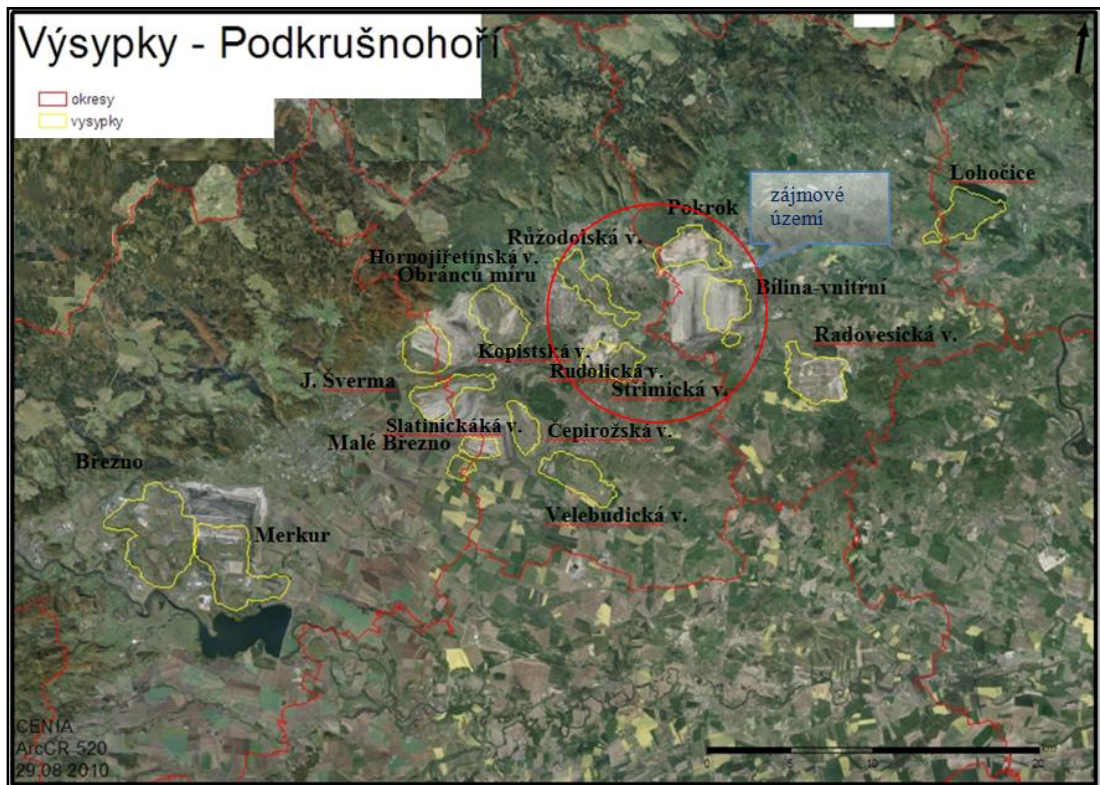 Výsypky - Podkrušnohoří
okresy
vysypky
Lohočice
zájmové
území
Pokrok
Růžodolská v.
Hornojiřetínská v.
Obránců míru
Bílina-vnitřní
Radovesická v.
Kopistská v.
Rudolická v.
J. Šverma
Střimická v.
Slatinickáká v.
Čepirožská v.
Malé Březno
Březno
Velebudická v.
Merkur
CENIA
ArcCR 520
29.08 2010
0 5 10 20